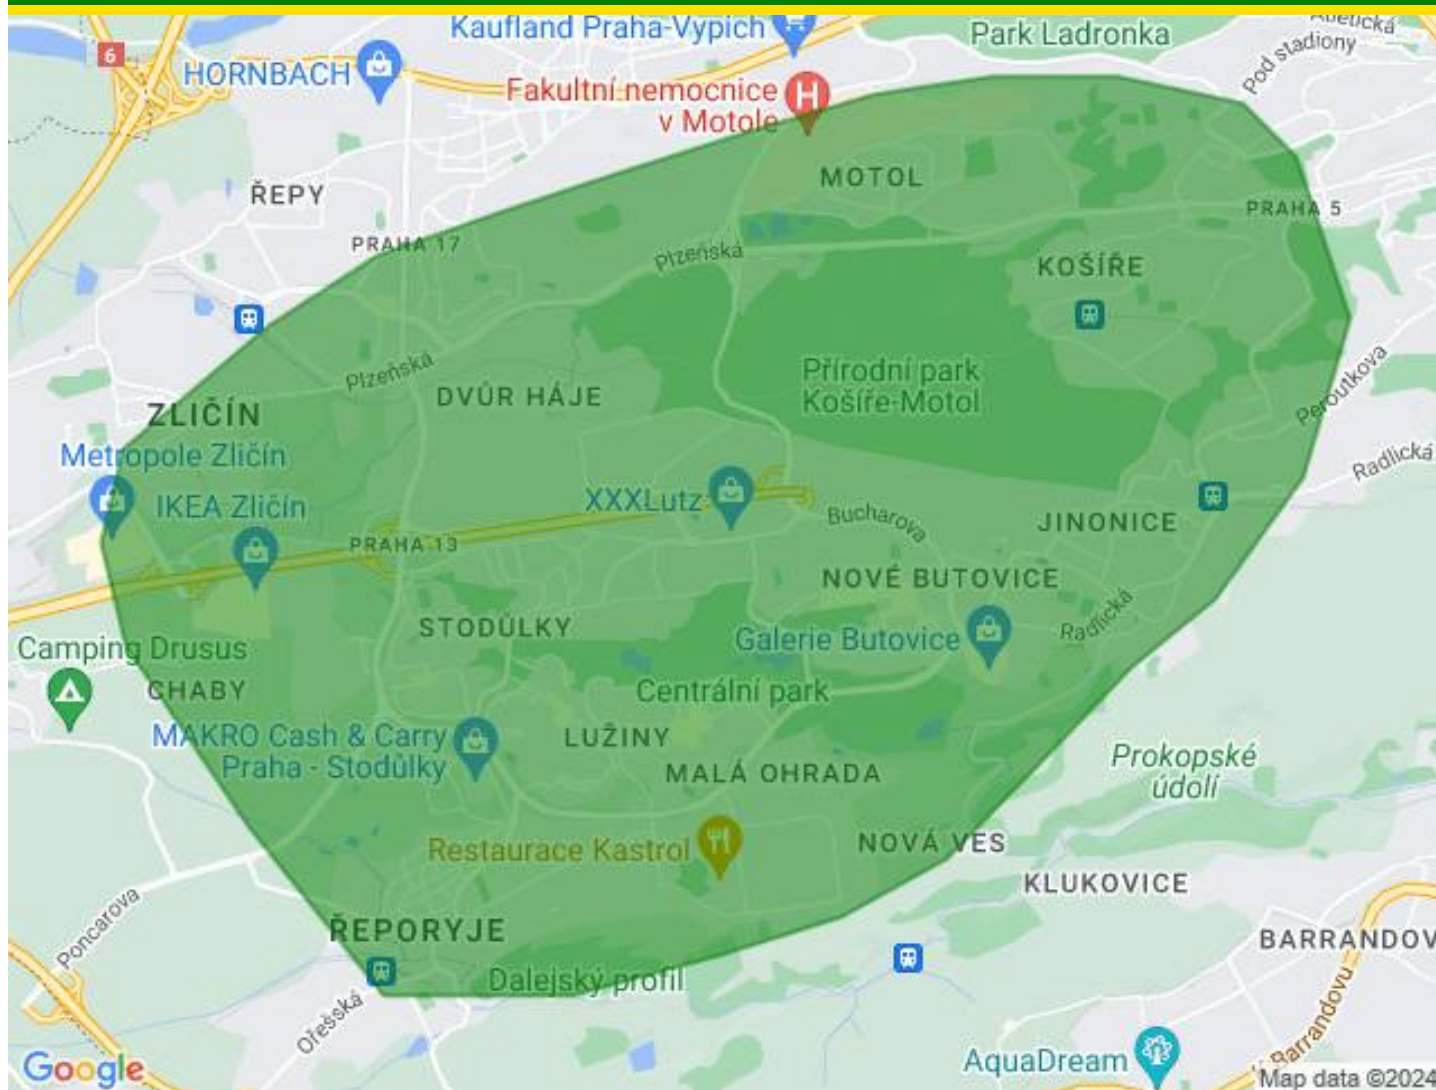 Kaufland Praha-Vypich
Park Ladronka
Pod stadiony
6
HORNBACH
Fakultní nemocnice
v Motole
H
MOTOL
ŘEPY
PRAHA 5
PRAHA 17
Plzeňská
KOŠÍŘE
Plzeňská
DVŮR HÁJE
Přírodní park
Košíře-Motol
Peroutkova
ZLIČÍN
Metropole Zličín
Radlická
IKEA Zličín
XXXLutz
Bucharova
JINONICE
PRAHA 13
NOVÉ BUTOVICE
STODŮLKY
Galerie Butovice
Radlická
Camping Drusus
CHABY
Centrální park
MAKRO Cash & Carry
Praha - Stodůlky
LUŽINY
MALÁ OHRADA
Prokopské
údolí
Restaurace Kastrol
NOVÁ VES
KLUKOVICE
Poncarova
ŘEPORYJE
BARRANDOV
Dalejský profil
Ořešská
K Barrandovu
AquaDream
Google
Map data ©2024